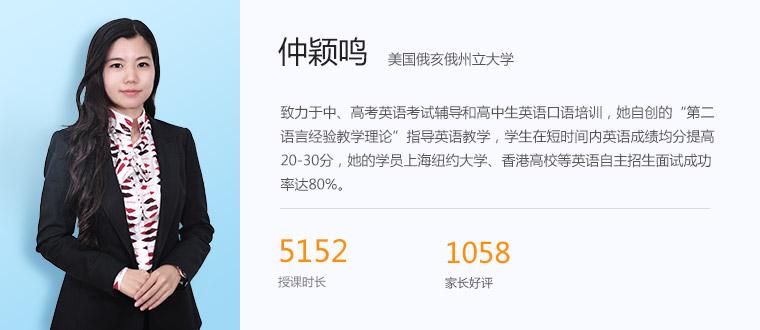 仲颖鸣 美国俄亥俄州立大学
致力于中、高考英语考试辅导和高中生英语口语培训，她自创的“第二
语言经验教学理论”指导英语教学，学生在短时间内英语成绩均分提高
20-30分，她的学员上海纽约大学、香港高校等英语自主招生面试成功
率达80%。
5152 1058
授课时长 家长好评